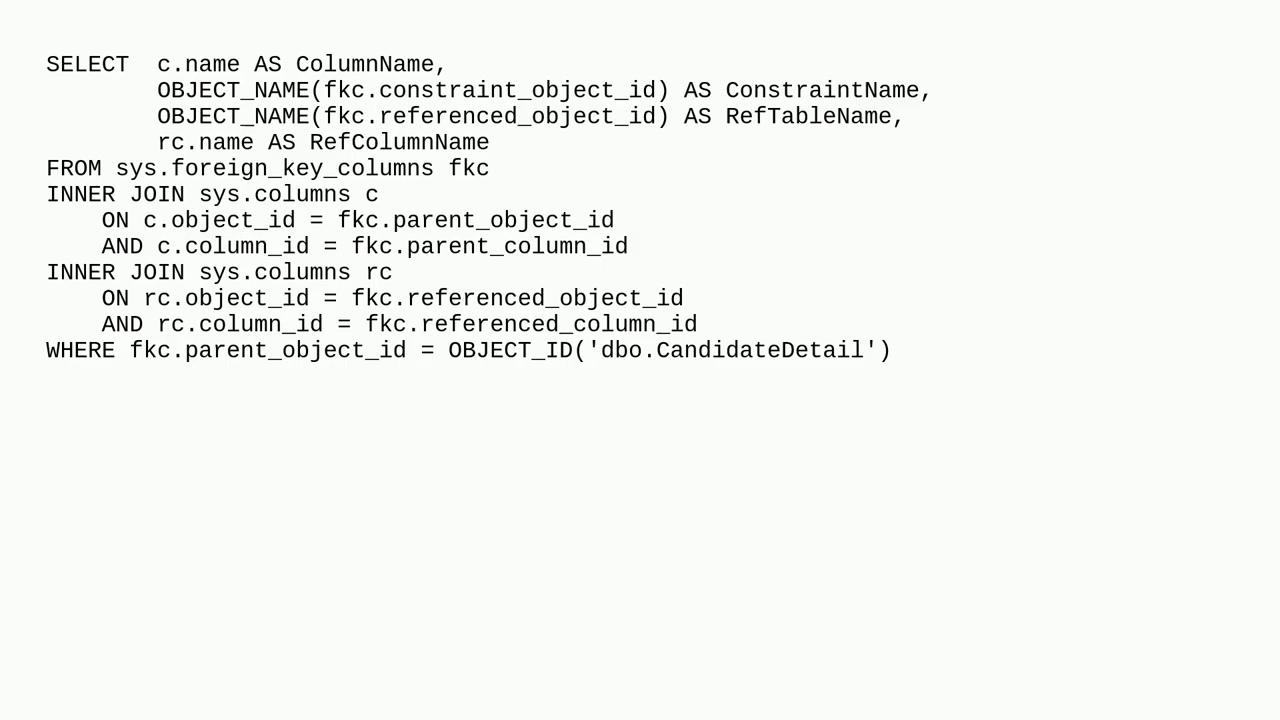 SELECT  c.name AS ColumnName,
        OBJECT_NAME(fkc.constraint_object_id) AS ConstraintName,
        OBJECT_NAME(fkc.referenced_object_id) AS RefTableName,
        rc.name AS RefColumnName
FROM sys.foreign_key_columns fkc
INNER JOIN sys.columns c
    ON c.object_id = fkc.parent_object_id
    AND c.column_id = fkc.parent_column_id
INNER JOIN sys.columns rc
    ON rc.object_id = fkc.referenced_object_id
    AND rc.column_id = fkc.referenced_column_id
WHERE fkc.parent_object_id = OBJECT_ID('dbo.CandidateDetail')